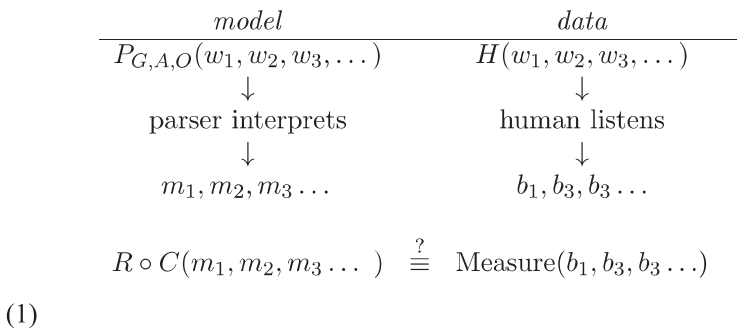 model data
P_{G,A,O}(w_1, w_2, w_3, ...) H(w_1, w_2, w_3, ...)
↓ ↓
parser interprets human listens
↓ ↓
m_1, m_2, m_3 ... b_1, b_3, b_3 ...
R ∘ C(m_1, m_2, m_3 ... ) ≟ Measure(b_1, b_3, b_3 ...)
(1)